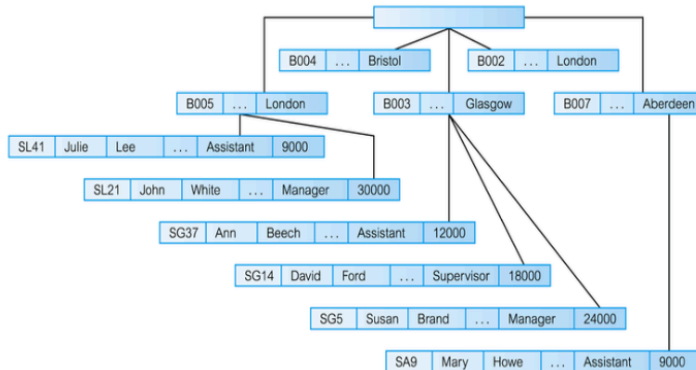 B004 ... Bristol
B002 ... London
B005 ... London
B003 ... Glasgow
B007 ... Aberdeen
SL41 Julie Lee ... Assistant 9000
SL21 John White ... Manager 30000
SG37 Ann Beech ... Assistant 12000
SG14 David Ford ... Supervisor 18000
SG5 Susan Brand ... Manager 24000
SA9 Mary Howe ... Assistant 9000